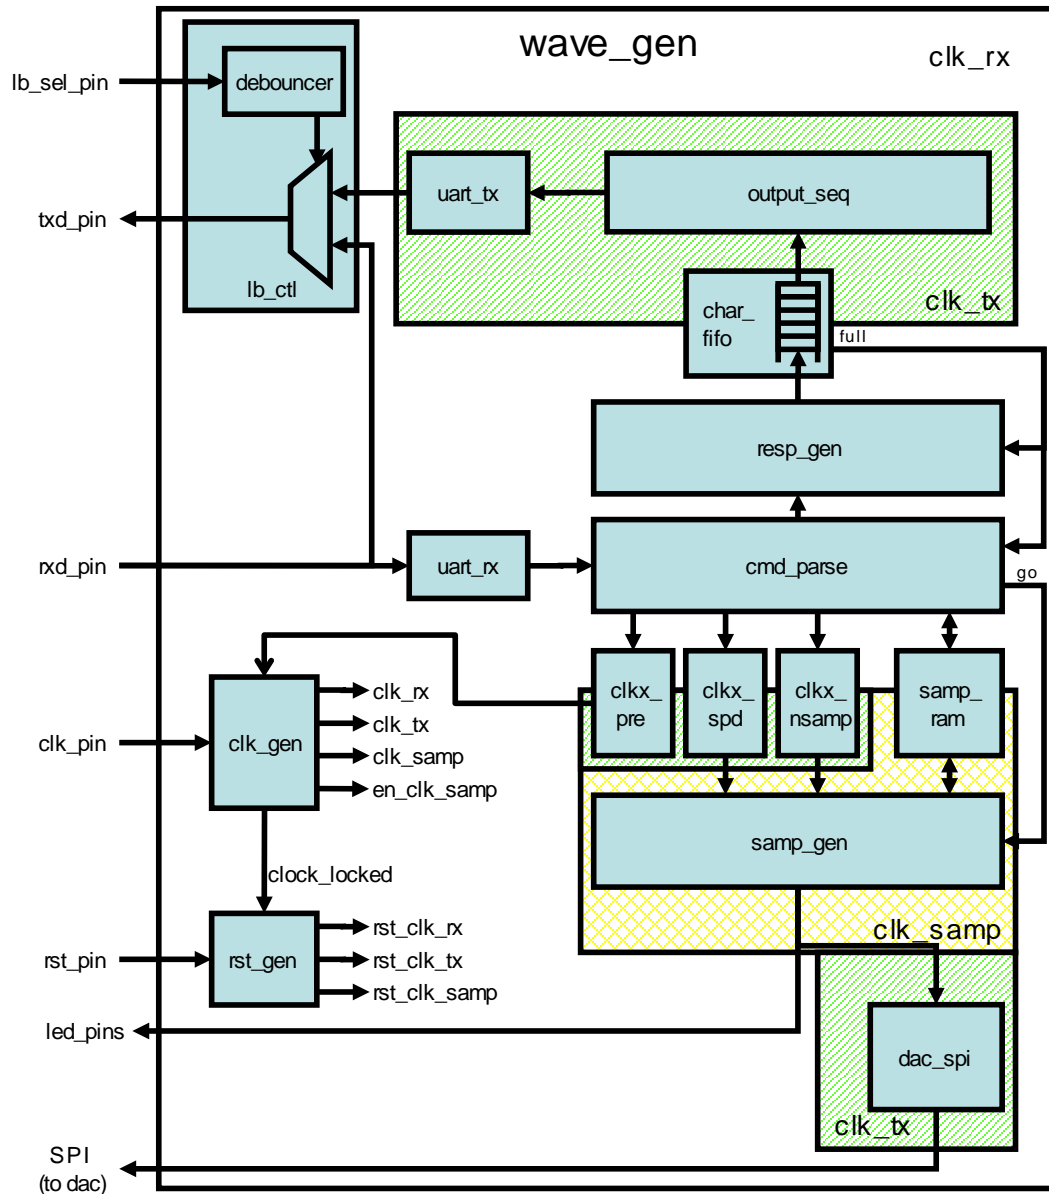 wave_gen
clk_rx
lb_sel_pin
debouncer
uart_tx
output_seq
txd_pin
lb_ctl
clk_tx
char_
fifo
full
resp_gen
rxd_pin
uart_rx
cmd_parse
go
clkx_
pre
clkx_
spd
clkx_
nsamp
samp_
ram
clk_pin
clk_gen
clk_rx
clk_tx
clk_samp
en_clk_samp
samp_gen
clock_locked
clk_samp
rst_pin
rst_gen
rst_clk_rx
rst_clk_tx
rst_clk_samp
led_pins
dac_spi
clk_tx
SPI
(to dac)